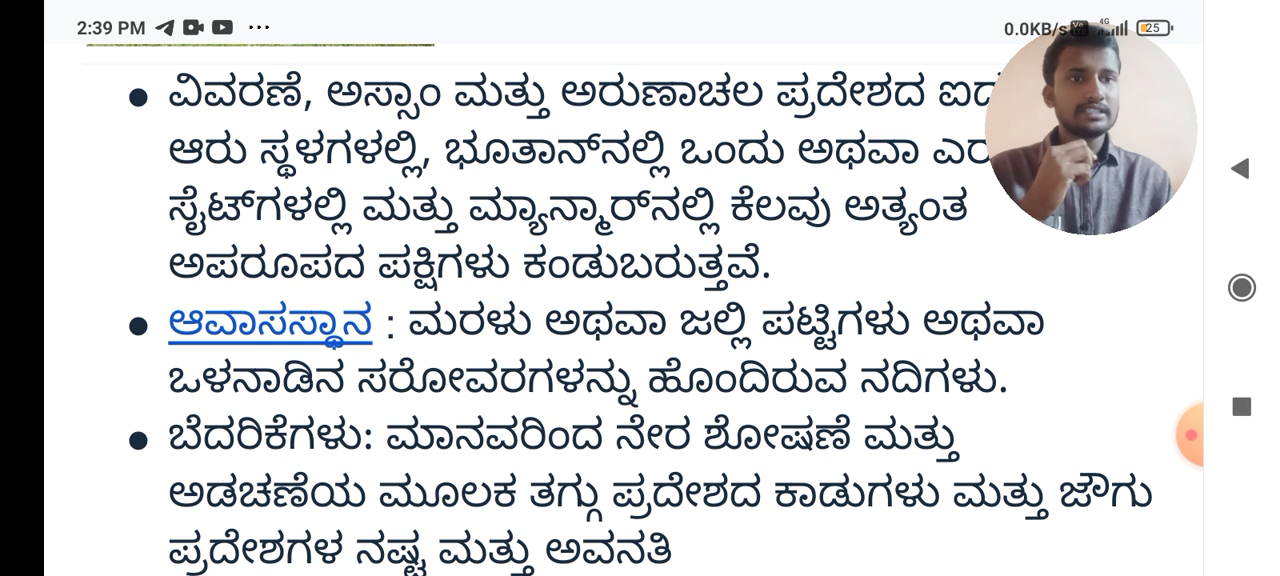 2:39 PM ...
0.0KB/s 4G 25
ವಿವರಣೆ, ಅಸ್ಸಾಂ ಮತ್ತು ಅರುಣಾಚಲ ಪ್ರದೇಶದ
ಆರು ಸ್ಥಳಗಳಲ್ಲಿ, ಭೂತಾನ್‌ನಲ್ಲಿ ಒಂದು ಅಥವಾ
ಸೈಟ್‌ಗಳಲ್ಲಿ ಮತ್ತು ಮ್ಯಾನ್ಮಾರ್‌ನಲ್ಲಿ ಕೆಲವು ಅತ್ಯಂತ
ಅಪರೂಪದ ಪಕ್ಷಿಗಳು ಕಂಡುಬರುತ್ತವೆ.
ಆವಾಸಸ್ಥಾನ : ಮರಳು ಅಥವಾ ಜಲ್ಲಿ ಪಟ್ಟಿಗಳು ಅಥವಾ
ಒಳನಾಡಿನ ಸರೋವರಗಳನ್ನು ಹೊಂದಿರುವ ನದಿಗಳು.
ಬೆದರಿಕೆಗಳು: ಮಾನವರಿಂದ ನೇರ ಶೋಷಣೆ ಮತ್ತು
ಅಡಚಣೆಯ ಮೂಲಕ ತಗ್ಗು ಪ್ರದೇಶದ ಕಾಡುಗಳು ಮತ್ತು ಜೌಗು
ಪ್ರದೇಶಗಳ ನಷ್ಟ ಮತ್ತು ಅವನತಿ